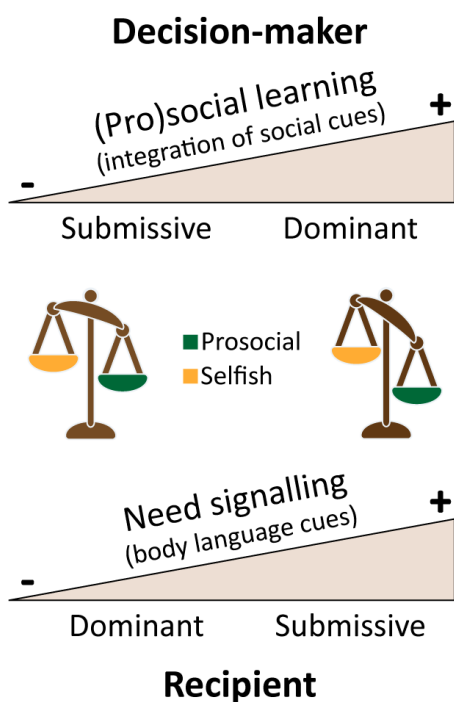 Decision-maker
(Pro)social learning
(integration of social cues)
- +
Submissive Dominant
Prosocial
Selfish
Need signalling
(body language cues)
- +
Dominant Submissive
Recipient